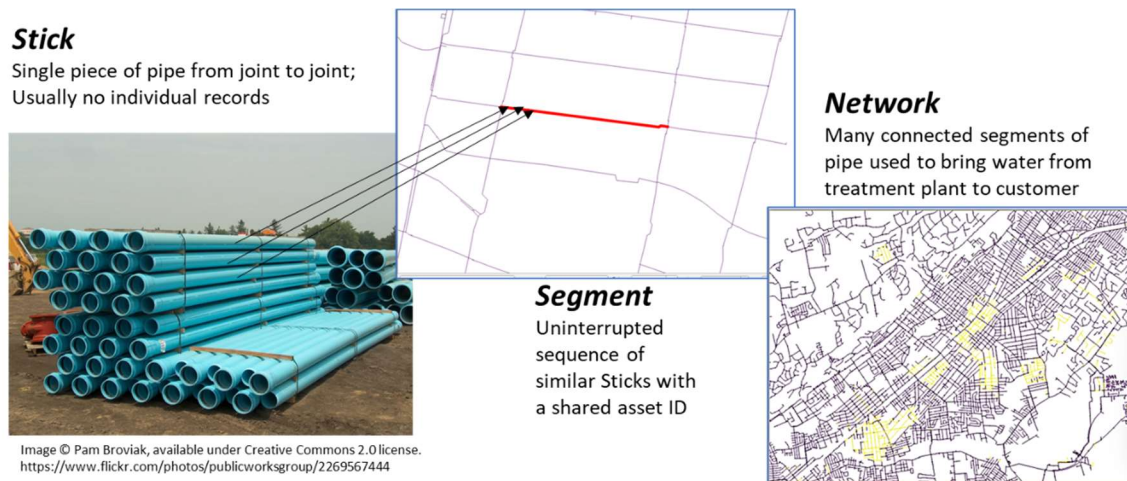 Stick
Single piece of pipe from joint to joint;
Usually no individual records
Network
Many connected segments of
pipe used to bring water from
treatment plant to customer
Segment
Uninterrupted
sequence of
similar Sticks with
a shared asset ID
Image © Pam Broviak, available under Creative Commons 2.0 license.
https://www.flickr.com/photos/publicworksgroup/2269567444